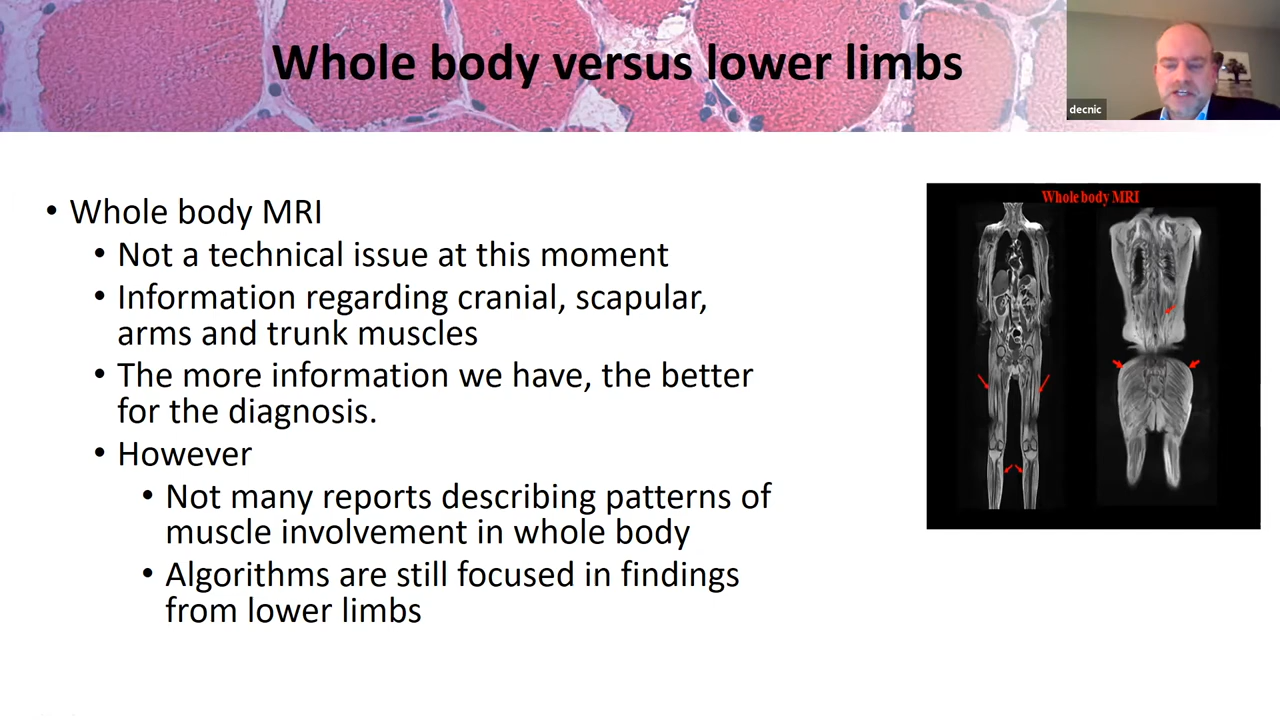 Whole body versus lower limbs
decnic
• Whole body MRI
• Not a technical issue at this moment
• Information regarding cranial, scapular,
arms and trunk muscles
• The more information we have, the better
for the diagnosis.
• However
• Not many reports describing patterns of
muscle involvement in whole body
• Algorithms are still focused in findings
from lower limbs
Whole body MRI